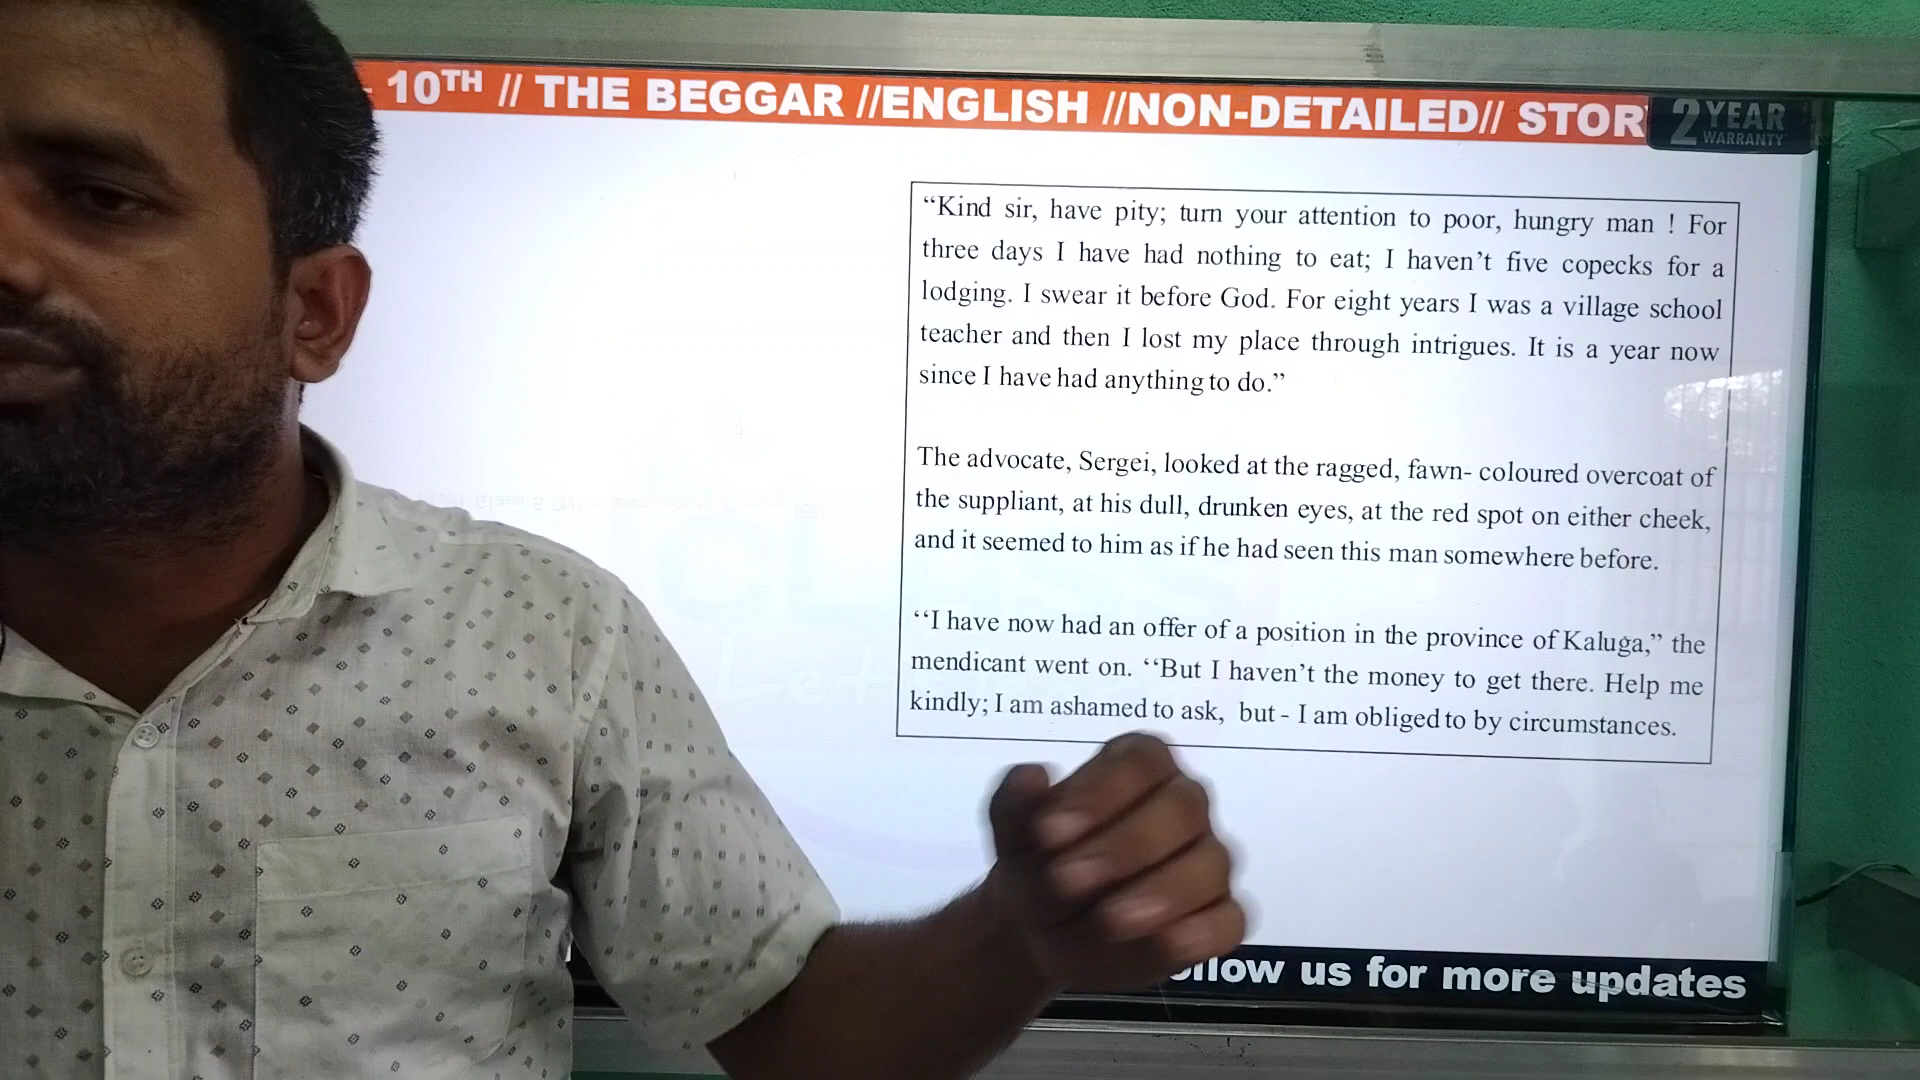 10TH // THE BEGGAR //ENGLISH //NON-DETAILED// STOR
2 YEAR
WARRANTY
“Kind sir, have pity; turn your attention to poor, hungry man ! For
three days I have had nothing to eat; I haven’t five copecks for a
lodging. I swear it before God. For eight years I was a village school
teacher and then I lost my place through intrigues. It is a year now
since I have had anything to do.”
The advocate, Sergei, looked at the ragged, fawn- coloured overcoat of
the suppliant, at his dull, drunken eyes, at the red spot on either cheek,
and it seemed to him as if he had seen this man somewhere before.
“I have now had an offer of a position in the province of Kaluga,” the
mendicant went on. “But I haven’t the money to get there. Help me
kindly; I am ashamed to ask, but - I am obliged to by circumstances.
ollow us for more updates